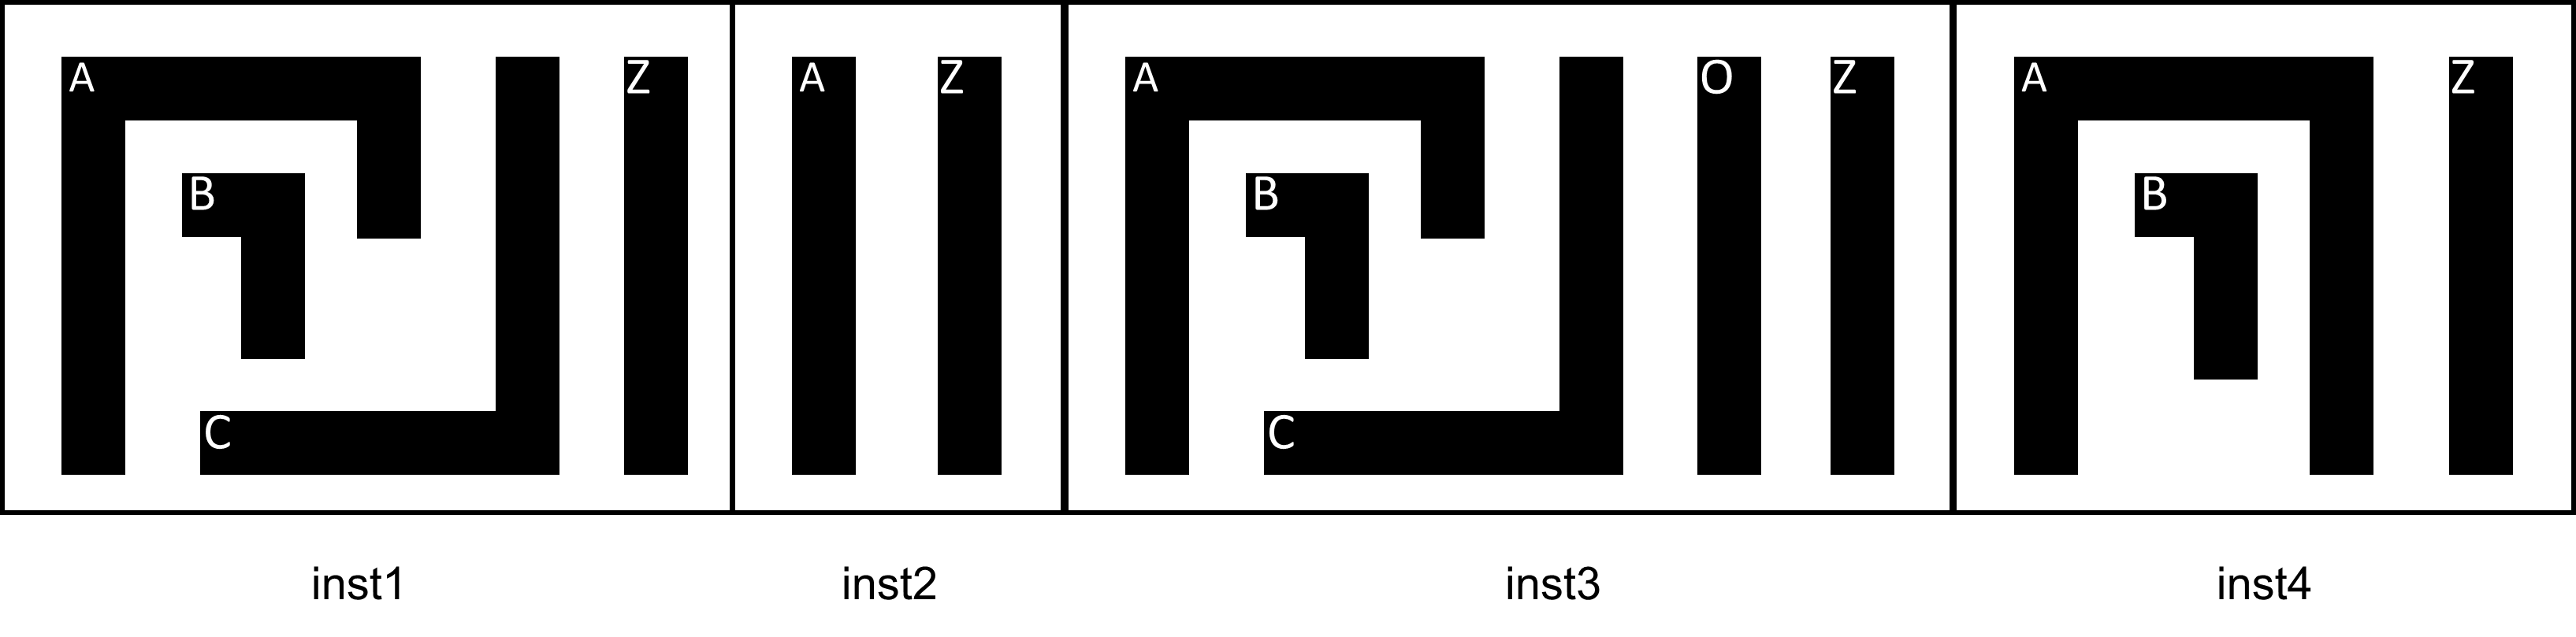 A Z A Z A O Z A Z
B B B
C C
inst1 inst2 inst3 inst4